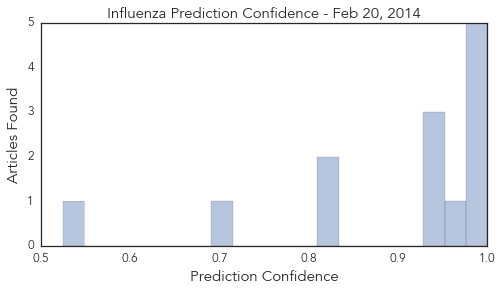 Influenza Prediction Confidence - Feb 20, 2014
Articles Found
5
4
3
2
1
0
0.5 0.6 0.7 0.8 0.9 1.0
Prediction Confidence